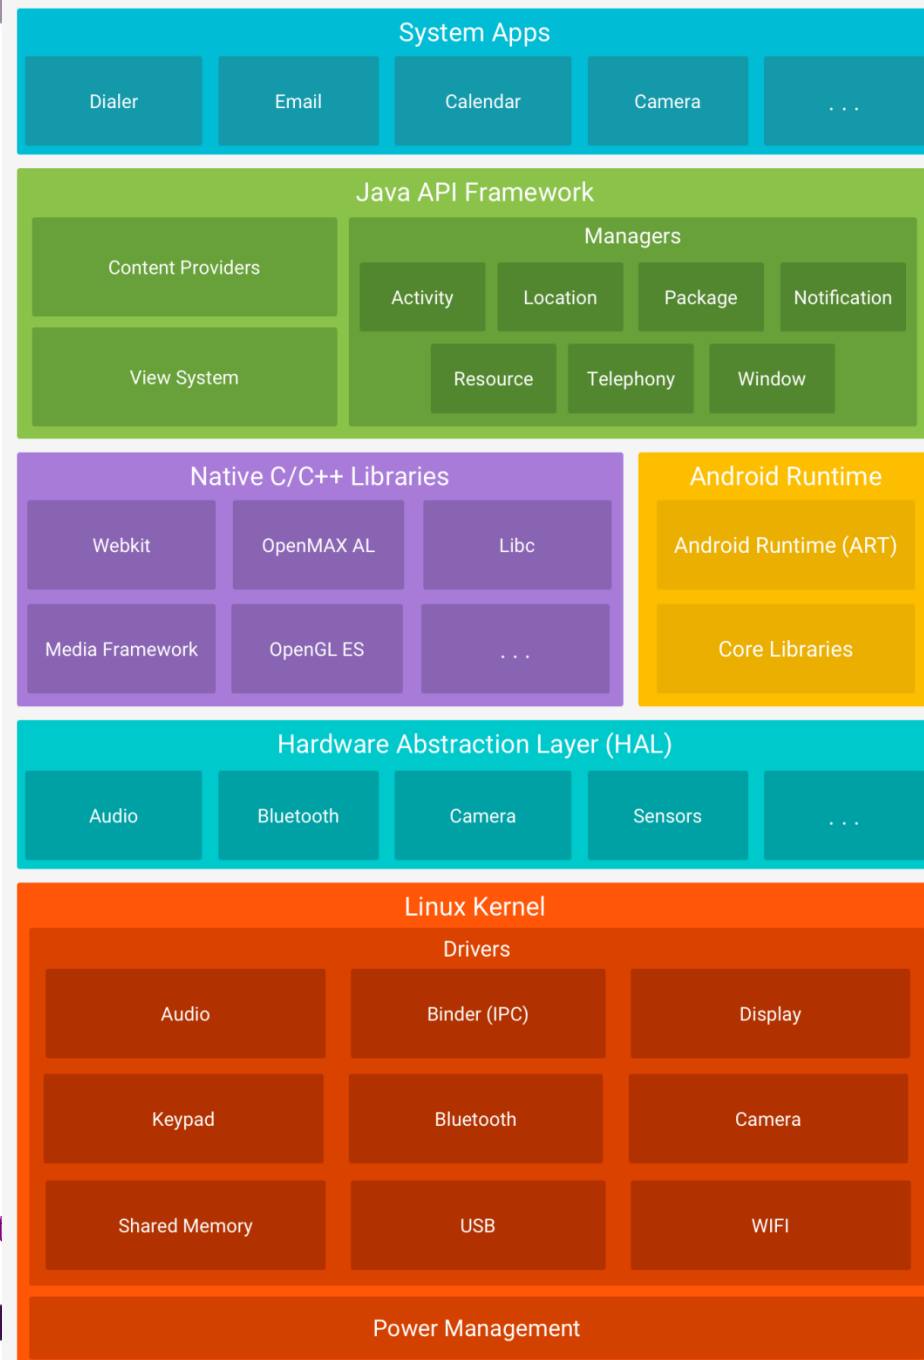 System Apps
Dialer
Email
Calendar
Camera
. . .
Java API Framework
Content Providers
View System
Managers
Activity
Location
Package
Notification
Resource
Telephony
Window
Native C/C++ Libraries
Webkit
OpenMAX AL
Libc
Media Framework
OpenGL ES
. . .
Android Runtime
Android Runtime (ART)
Core Libraries
Hardware Abstraction Layer (HAL)
Audio
Bluetooth
Camera
Sensors
. . .
Linux Kernel
Drivers
Audio
Binder (IPC)
Display
Keypad
Bluetooth
Camera
Shared Memory
USB
WIFI
Power Management